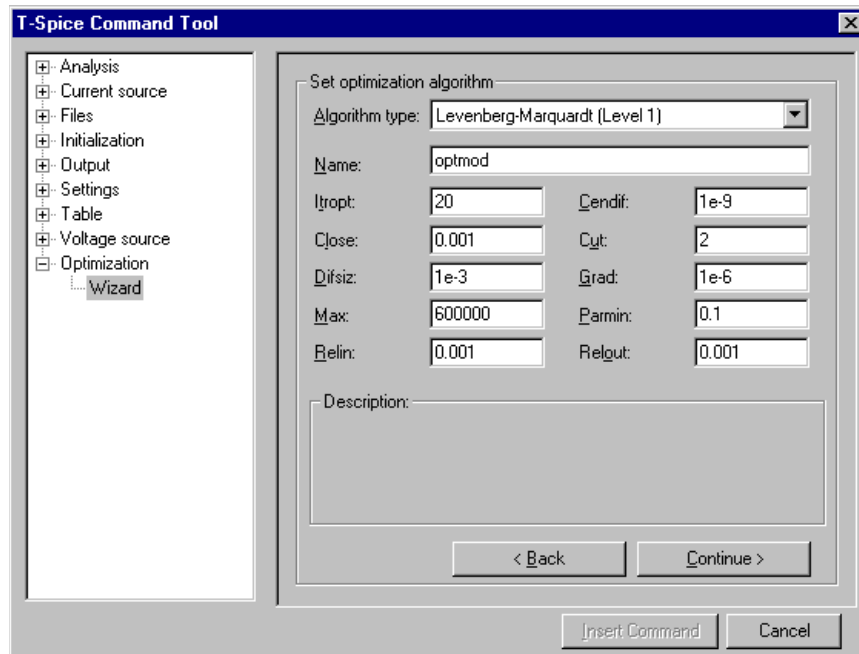 T-Spice Command Tool
Analysis
Current source
Files
Initialization
Output
Settings
Table
Voltage source
Optimization
Wizard
Set optimization algorithm
Algorithm type: Levenberg-Marquardt (Level 1)
Name: optmod
Itropt: 20 Cendif: 1e-9
Close: 0.001 Cut: 2
Difsiz: 1e-3 Grad: 1e-6
Max: 600000 Parmin: 0.1
Relin: 0.001 Relout: 0.001
Description:
< Back Continue >
Insert Command Cancel